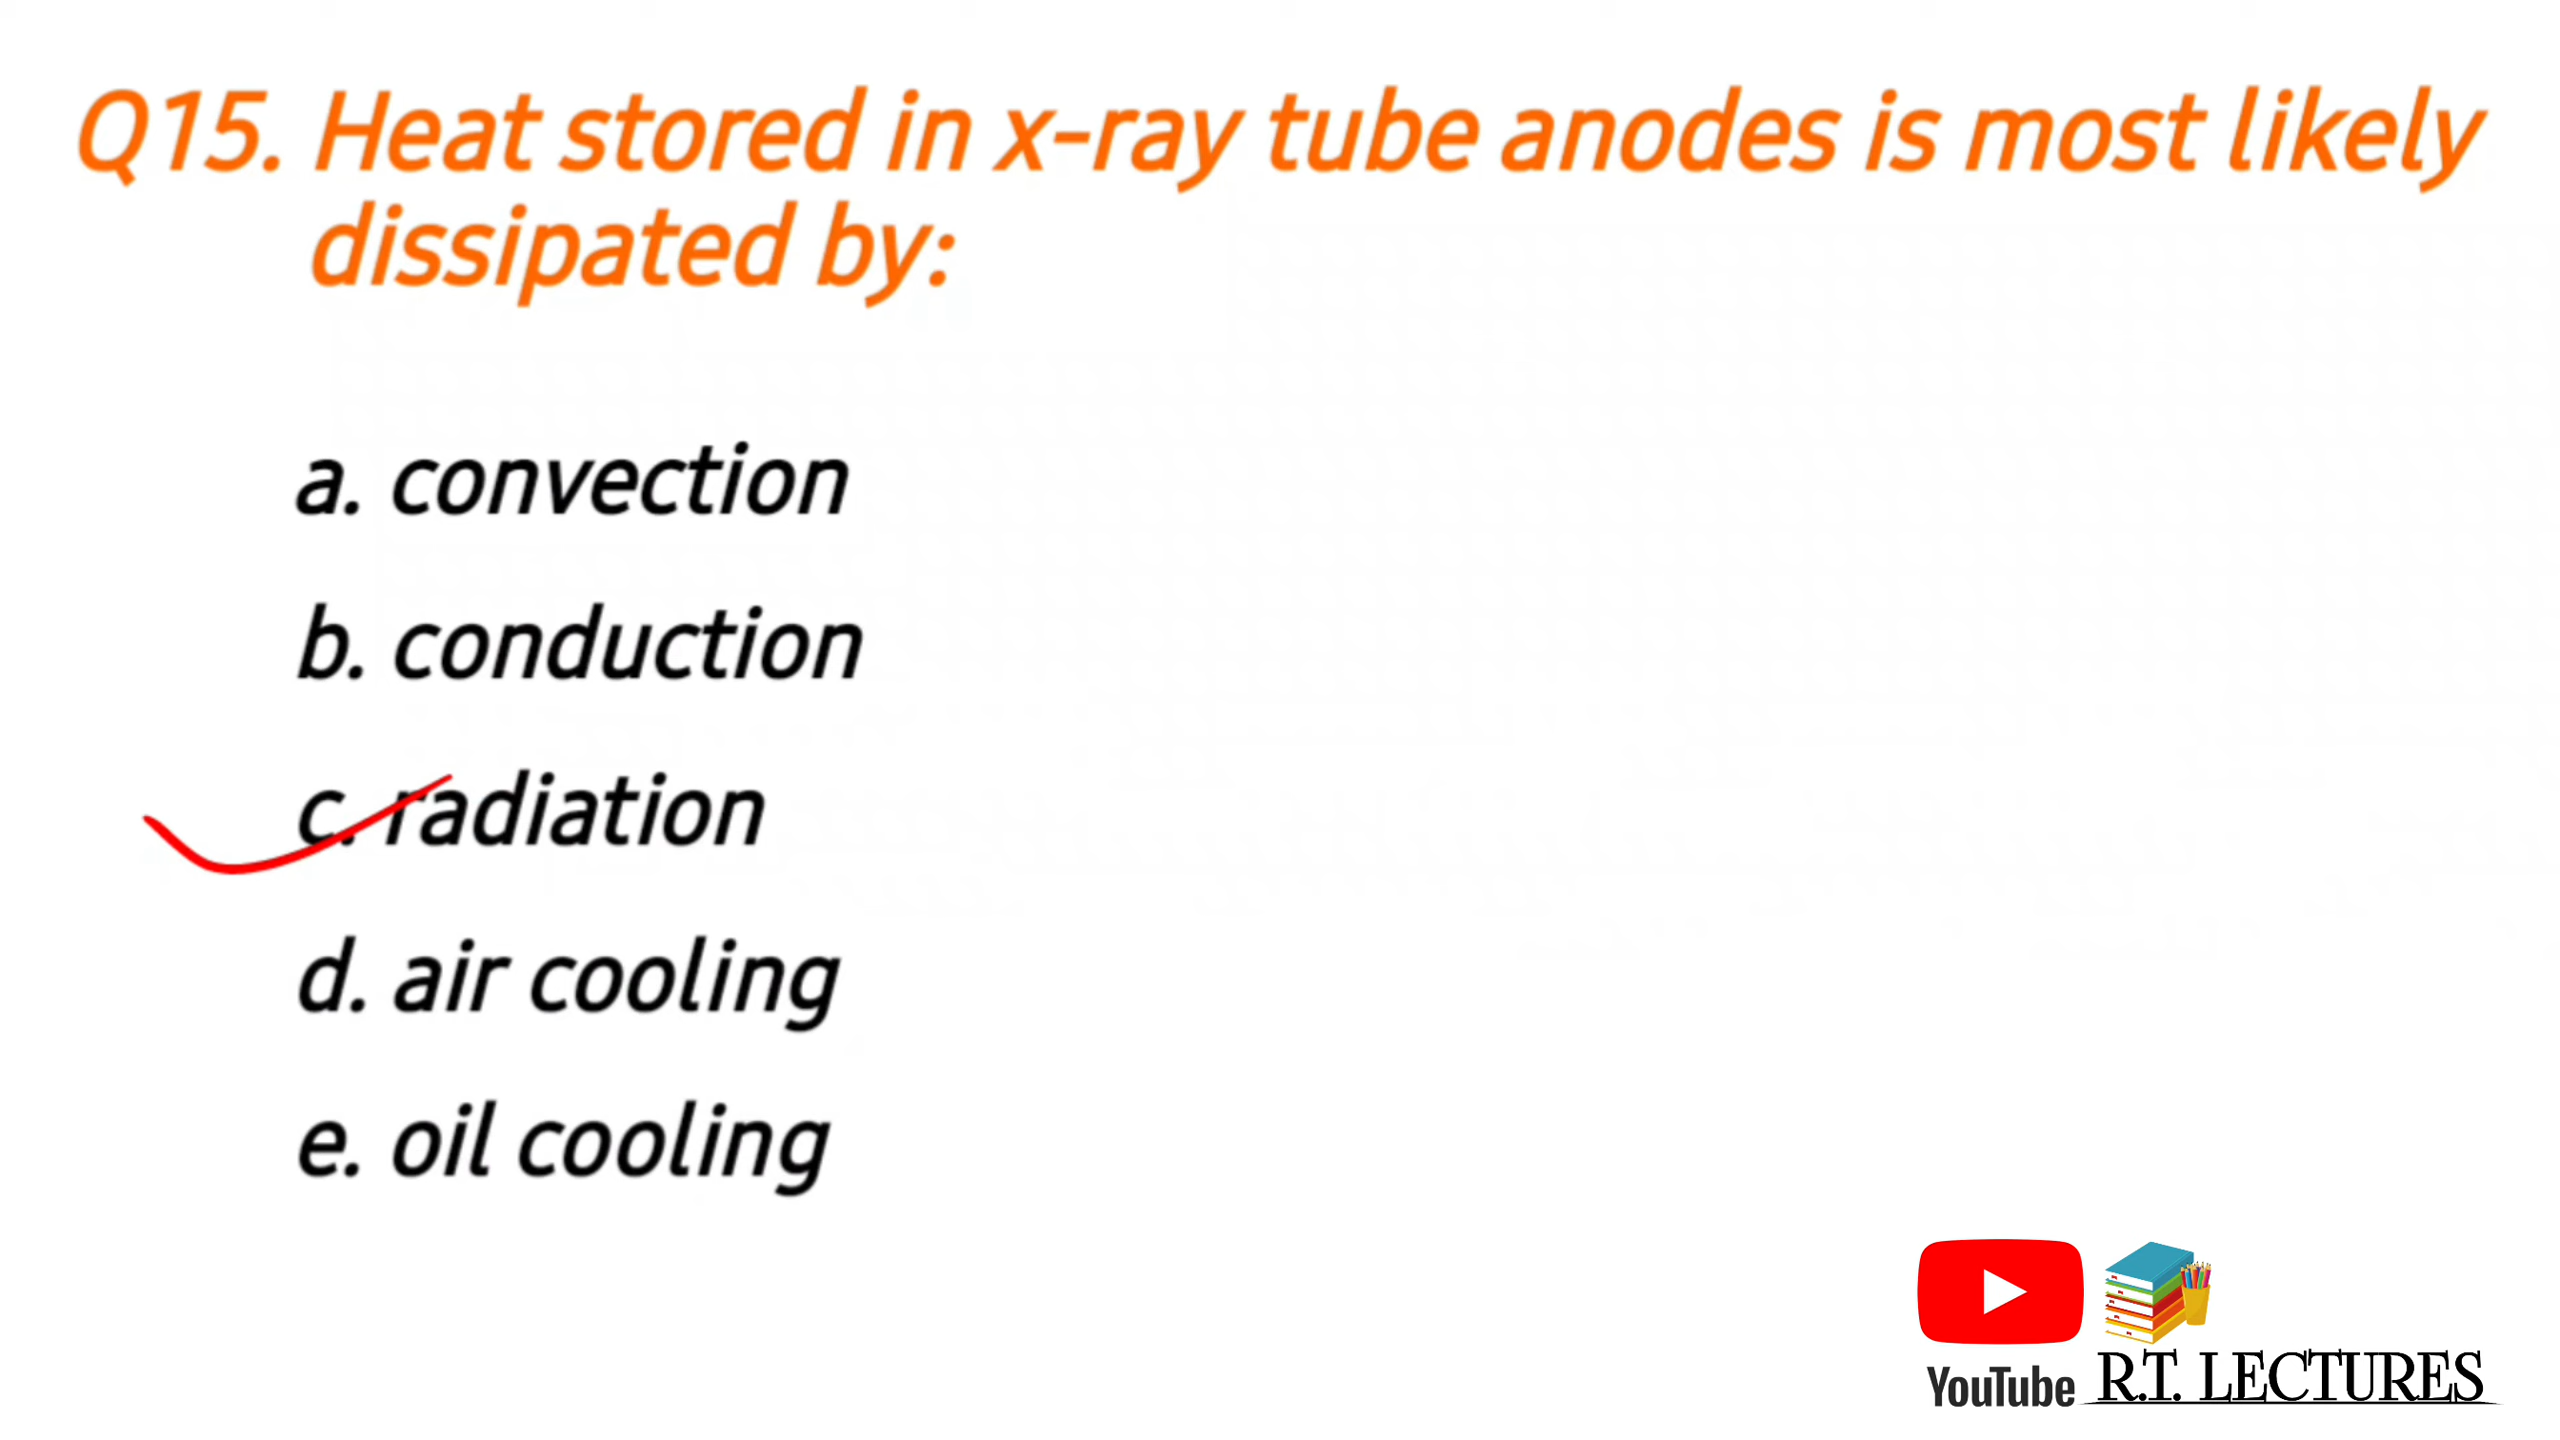 Q15. Heat stored in x-ray tube anodes is most likely
dissipated by:
a. convection
b. conduction
c. radiation
d. air cooling
e. oil cooling
YouTube R.T. LECTURES